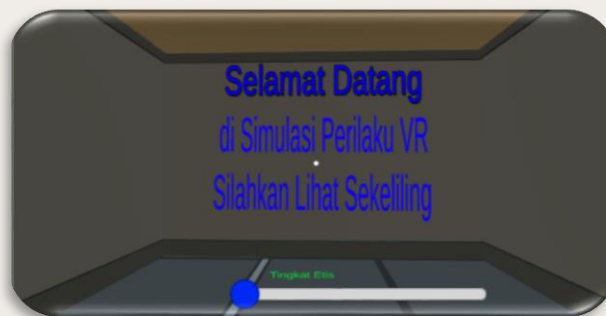 Selamat Datang
di Simulasi Perilaku VR
Silahkan Lihat Sekeliling
Tingkat Etis